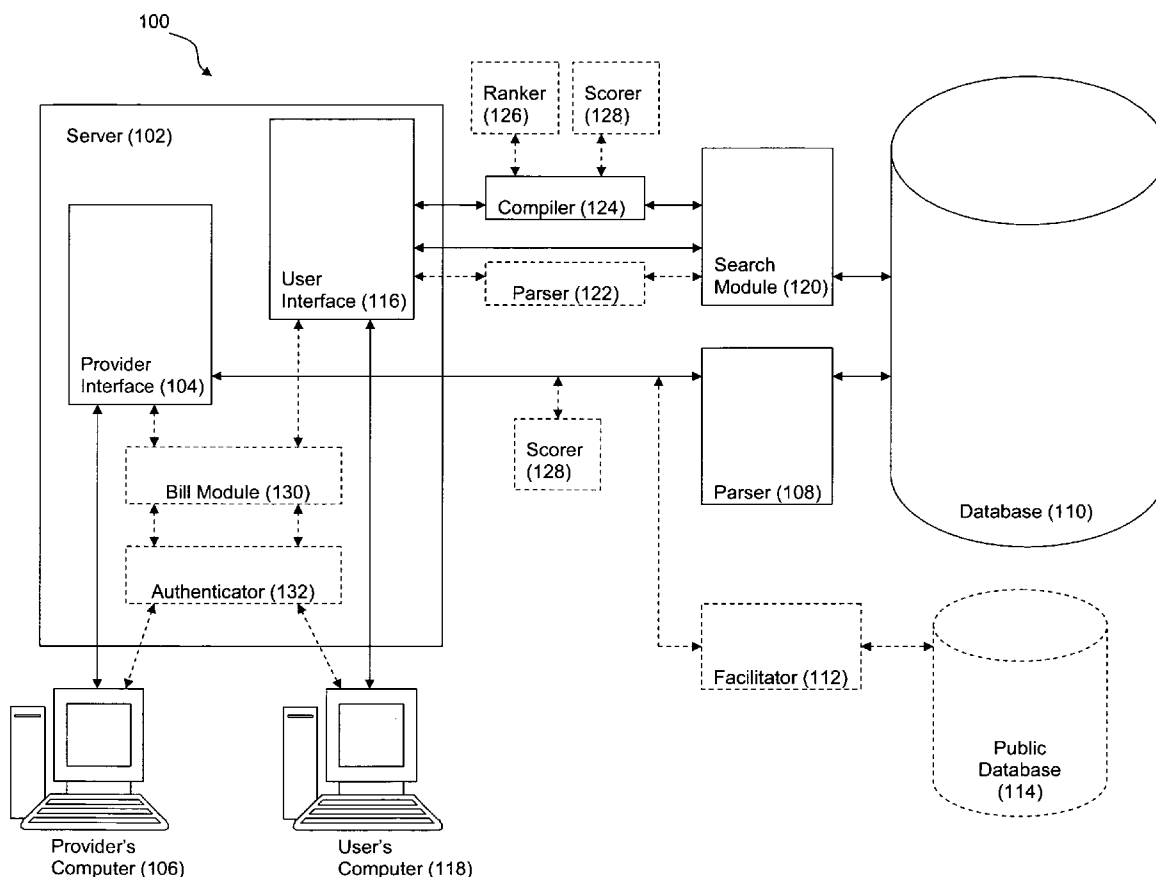 100
Ranker
(126)
Scorer
(128)
Server (102)
Compiler (124)
User
Interface (116)
Parser (122)
Search
Module (120)
Provider
Interface (104)
Scorer
(128)
Parser (108)
Database (110)
Bill Module (130)
Authenticator (132)
Facilitator (112)
Public
Database
(114)
Provider's
Computer (106)
User's
Computer (118)